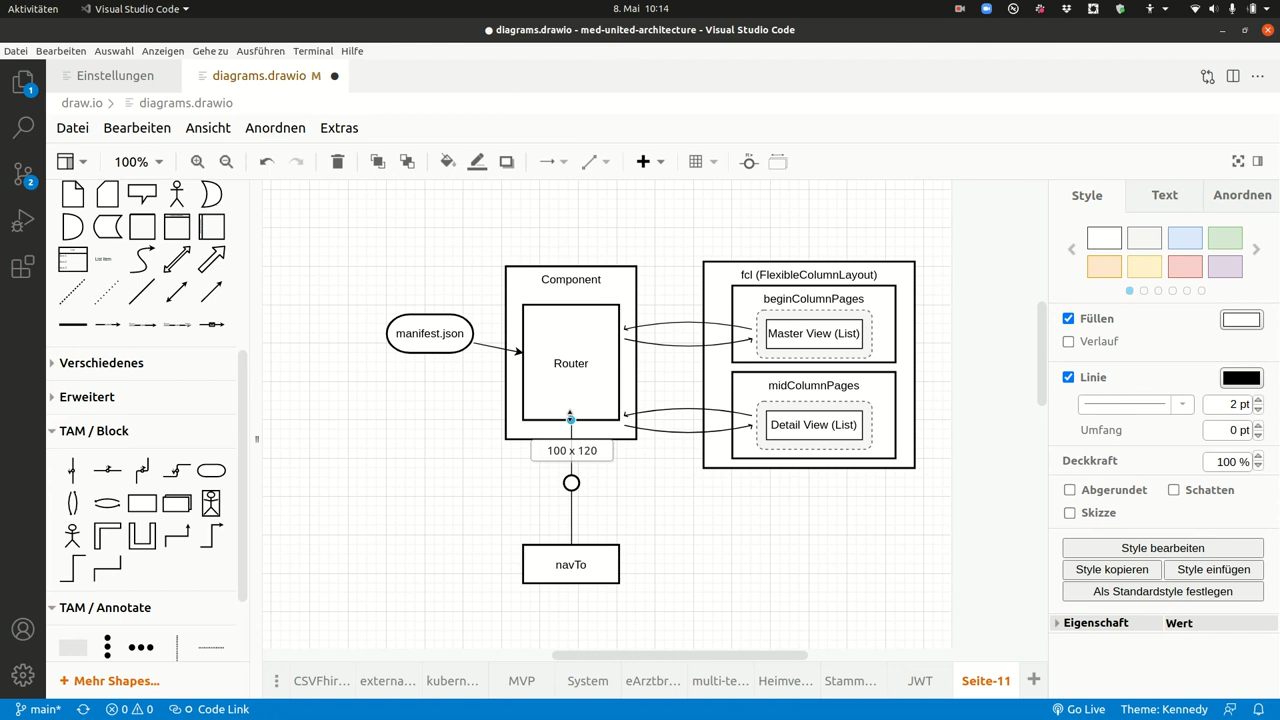 Aktivitäten
Visual Studio Code
8. Mai 10:14
diagrams.drawio - med-united-architecture - Visual Studio Code
Datei Bearbeiten Auswahl Anzeigen Gehe zu Ausführen Terminal Hilfe
Einstellungen
diagrams.drawio M
draw.io
diagrams.drawio
Datei Bearbeiten Ansicht Anordnen Extras
100%
List Item
Verschiedenes
Erweitert
TAM / Block
TAM / Annotate
+ Mehr Shapes...
Component
Router
manifest.json
100 x 120
navTo
fcl (FlexibleColumnLayout)
beginColumnPages
Master View (List)
midColumnPages
Detail View (List)
Style Text Anordnen
Füllen
Verlauf
Linie
2 pt
Umfang
0 pt
Deckkraft
100 %
Abgerundet
Schatten
Skizze
Style bearbeiten
Style kopieren
Style einfügen
Als Standardstyle festlegen
Eigenschaft
Wert
CSVFhir...
externa...
kubern...
MVP
System
eArztbr...
multi-te...
Heimve...
Stamm...
JWT
Seite-11
1
2
main*
0
0
0
Code Link
Go Live
Theme: Kennedy